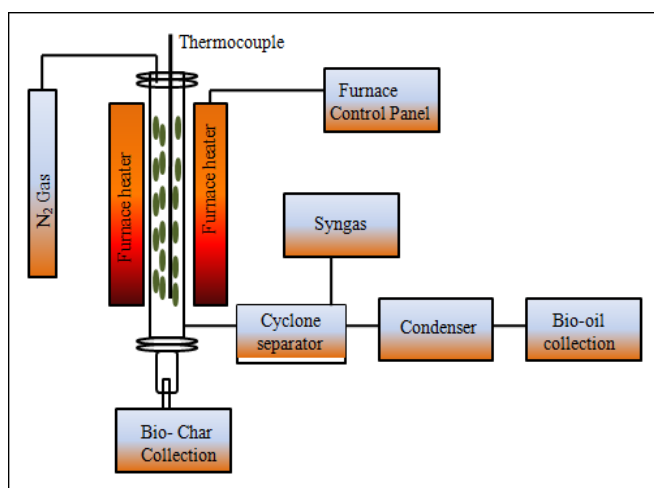 Thermocouple
Furnace
Control Panel
N₂ Gas
Furnace heater
Furnace heater
Syngas
Cyclone
separator
Condenser
Bio-oil
collection
Bio- Char
Collection